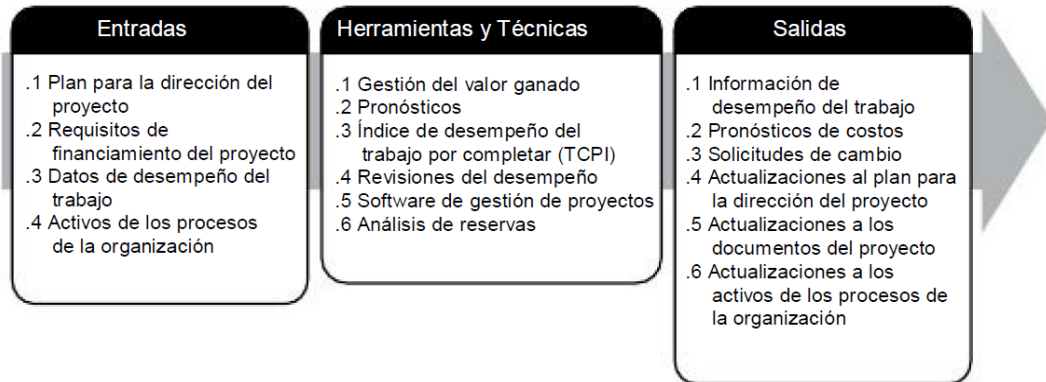 Entradas
.1 Plan para la dirección del
proyecto
.2 Requisitos de
financiamiento del proyecto
.3 Datos de desempeño del
trabajo
.4 Activos de los procesos
de la organización
Herramientas y Técnicas
.1 Gestión del valor ganado
.2 Pronósticos
.3 Índice de desempeño del
trabajo por completar (TCPI)
.4 Revisiones del desempeño
.5 Software de gestión de proyectos
.6 Análisis de reservas
Salidas
.1 Información de
desempeño del trabajo
.2 Pronósticos de costos
.3 Solicitudes de cambio
.4 Actualizaciones al plan para
la dirección del proyecto
.5 Actualizaciones a los
documentos del proyecto
.6 Actualizaciones a los
activos de los procesos de
la organización